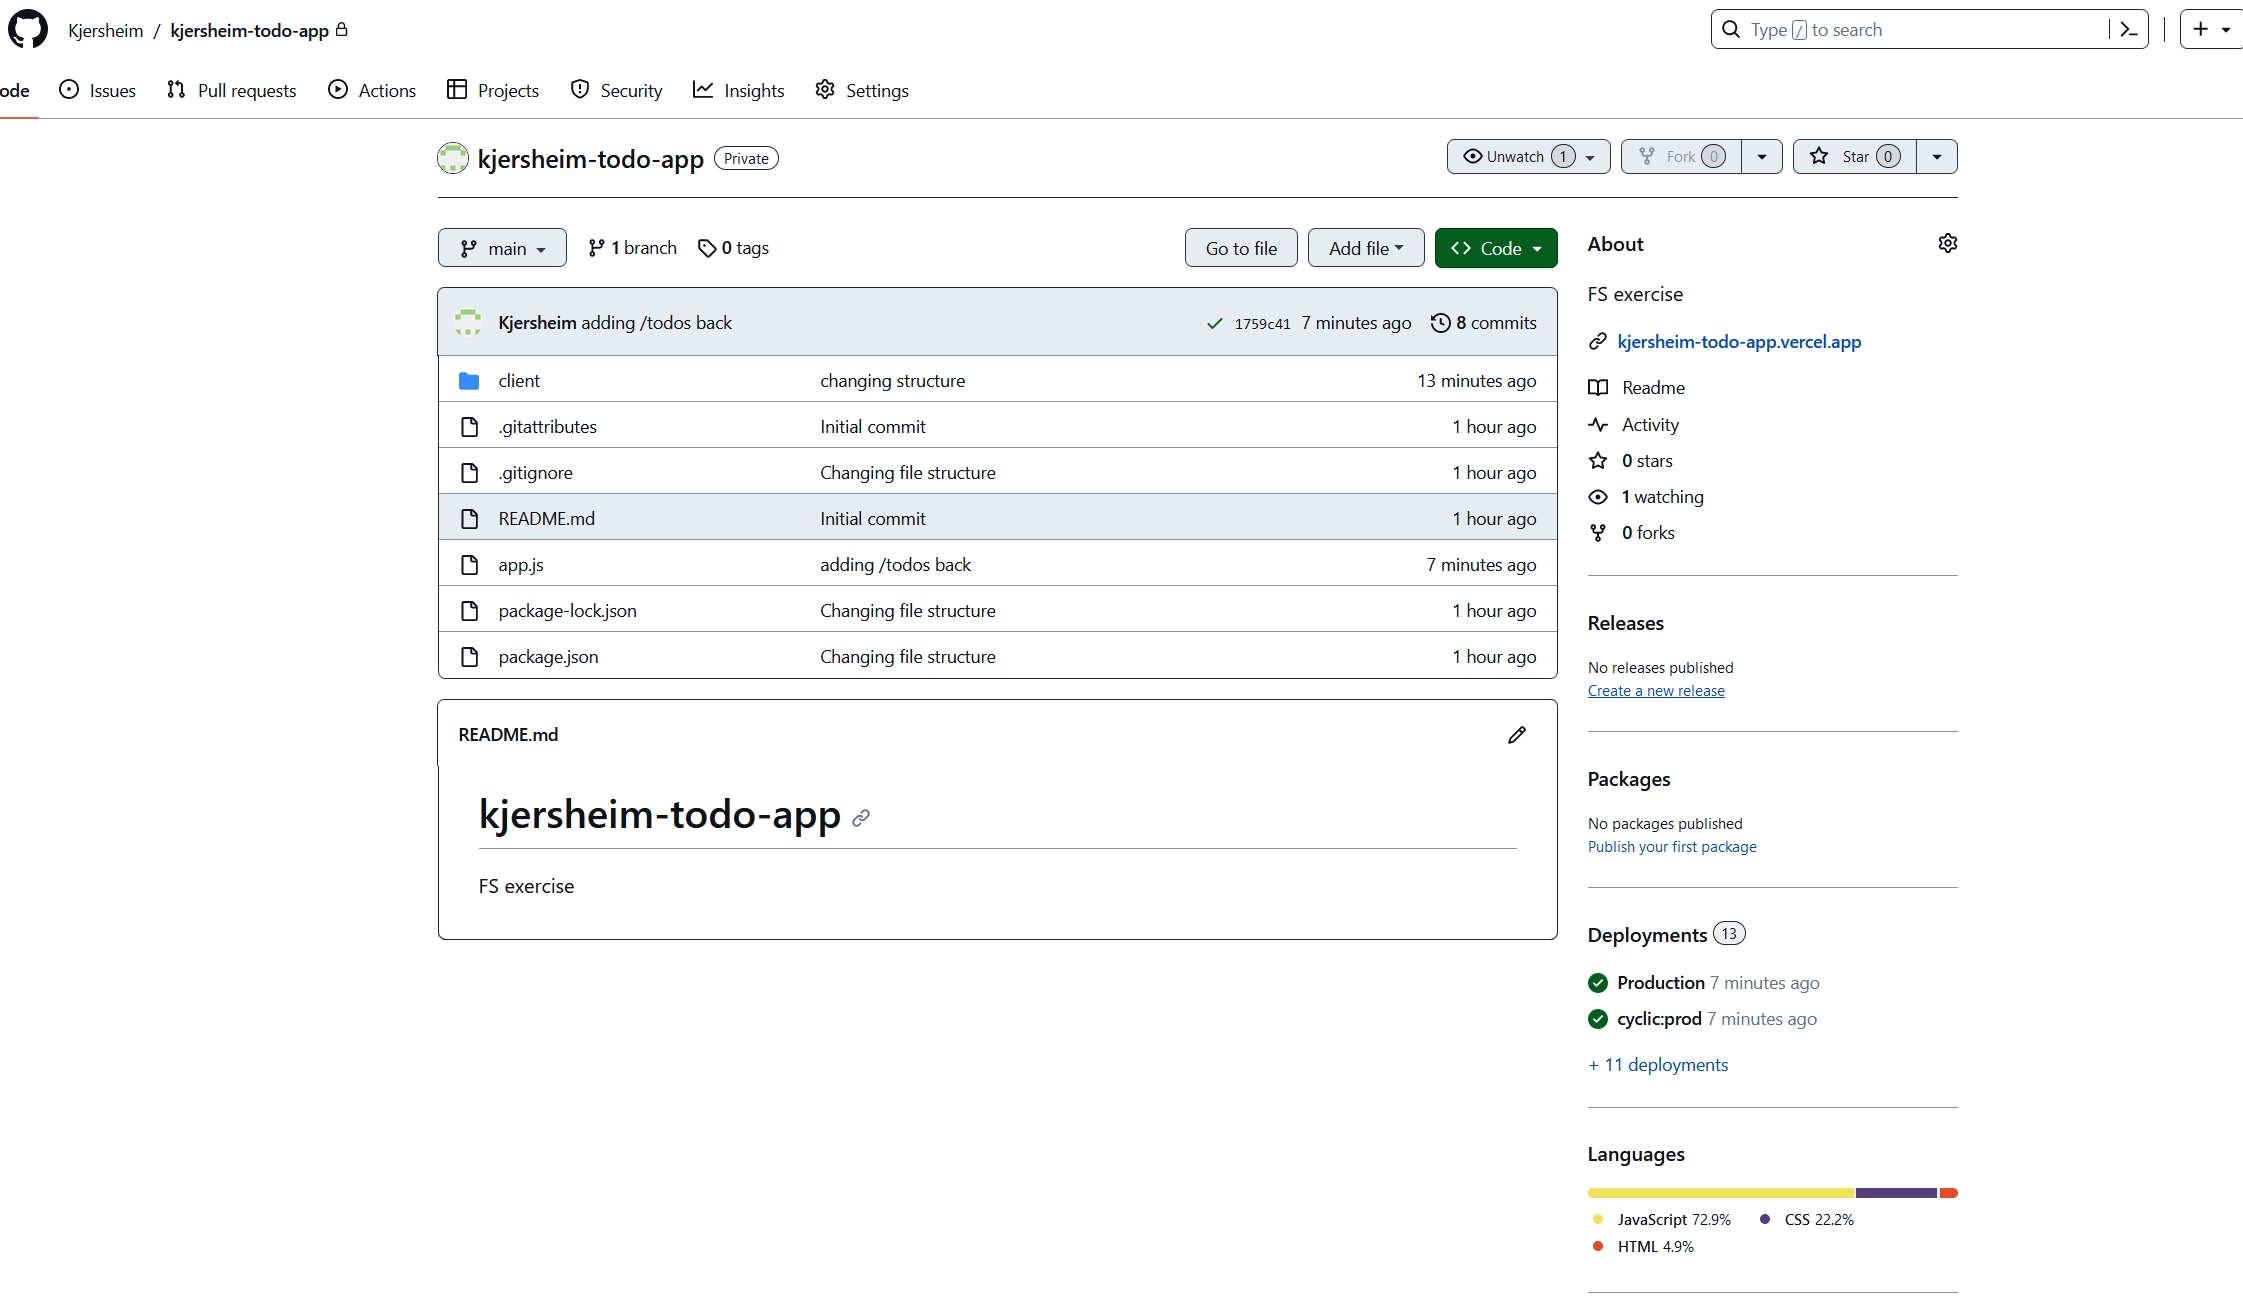 Kjersheim / kjersheim-todo-app
Type / to search
ode Issues Pull requests Actions Projects Security Insights Settings
kjersheim-todo-app Private
Unwatch 1 Fork 0 Star 0
main 1 branch 0 tags Go to file Add file <> Code
Kjersheim adding /todos back 1759c41 7 minutes ago 8 commits
client changing structure 13 minutes ago
.gitattributes Initial commit 1 hour ago
.gitignore Changing file structure 1 hour ago
README.md Initial commit 1 hour ago
app.js adding /todos back 7 minutes ago
package-lock.json Changing file structure 1 hour ago
package.json Changing file structure 1 hour ago
README.md
kjersheim-todo-app
FS exercise
About
FS exercise
kjersheim-todo-app.vercel.app
Readme
Activity
0 stars
1 watching
0 forks
Releases
No releases published
Create a new release
Packages
No packages published
Publish your first package
Deployments 13
Production 7 minutes ago
cyclic:prod 7 minutes ago
+ 11 deployments
Languages
JavaScript 72.9% CSS 22.2%
HTML 4.9%